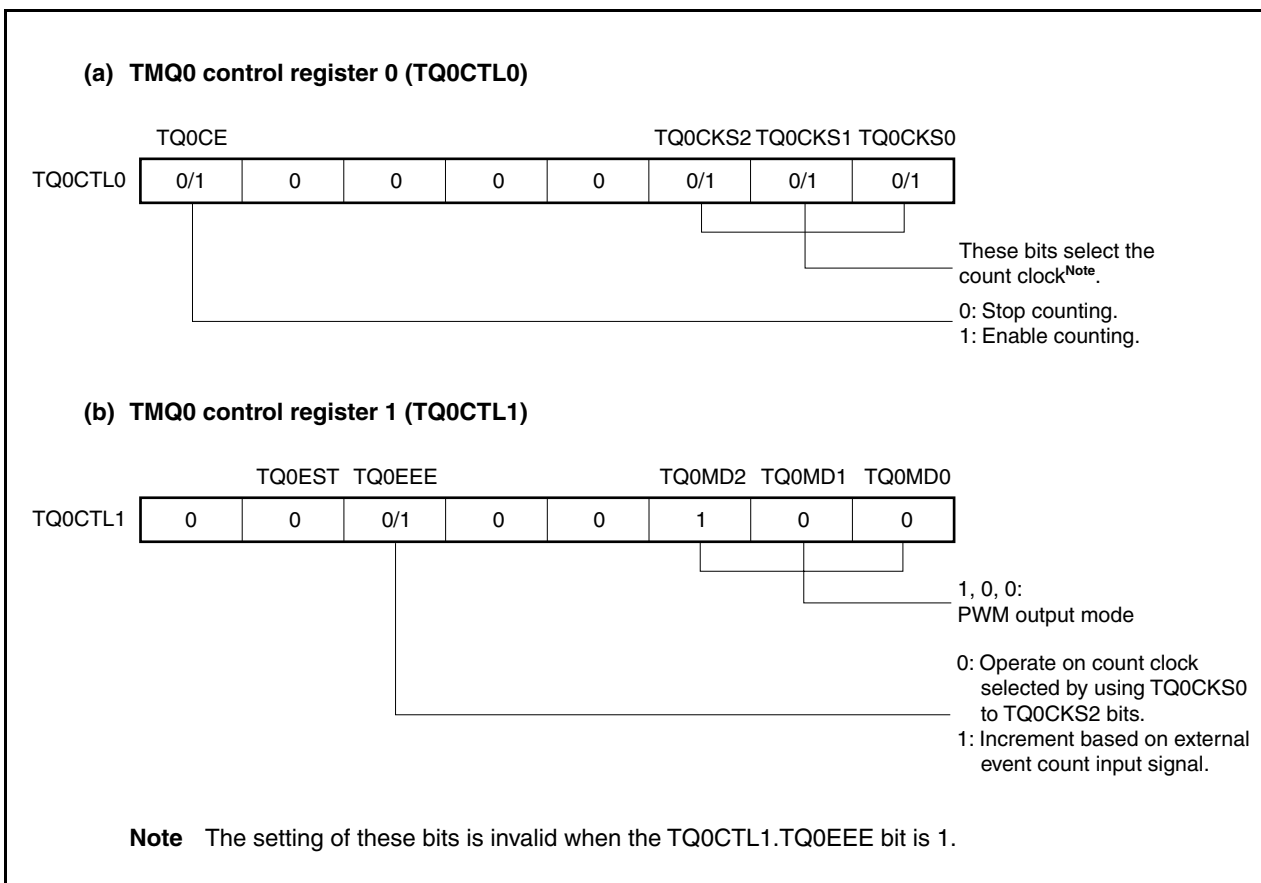 (a) TMQ0 control register 0 (TQ0CTL0)
TQ0CE TQ0CKS2 TQ0CKS1 TQ0CKS0
TQ0CTL0 0/1 0 0 0 0 0/1 0/1 0/1
These bits select the
count clockNote.
0: Stop counting.
1: Enable counting.
(b) TMQ0 control register 1 (TQ0CTL1)
TQ0EST TQ0EEE TQ0MD2 TQ0MD1 TQ0MD0
TQ0CTL1 0 0 0/1 0 0 1 0 0
1, 0, 0:
PWM output mode
0: Operate on count clock
selected by using TQ0CKS0
to TQ0CKS2 bits.
1: Increment based on external
event count input signal.
Note The setting of these bits is invalid when the TQ0CTL1.TQ0EEE bit is 1.